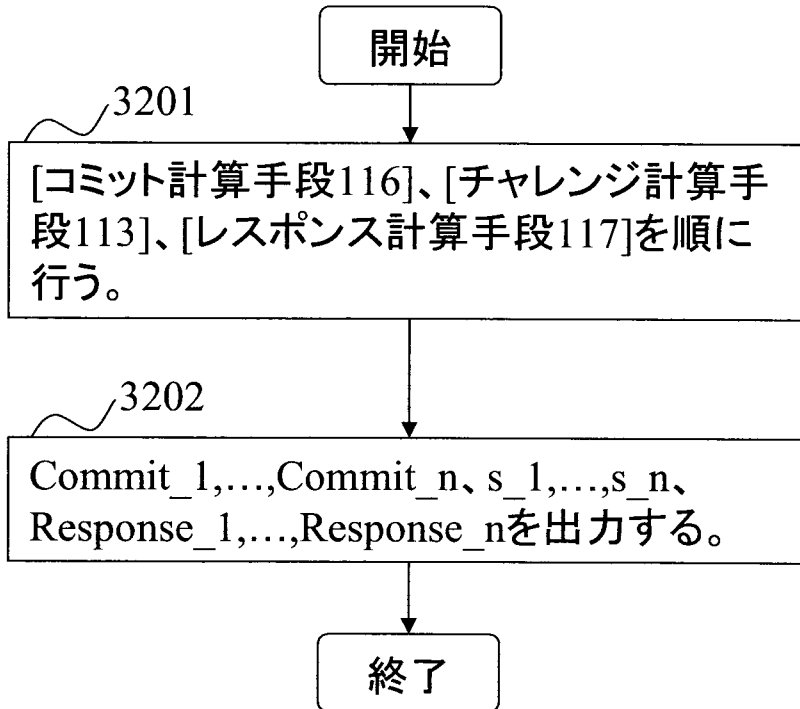 開始
3201
[コミット計算手段116]、[チャレンジ計算手
段113]、[レスポンス計算手段117]を順に
行う。
3202
Commit_1,...,Commit_n、s_1,...,s_n、
Response_1,...,Response_nを出力する。
終了